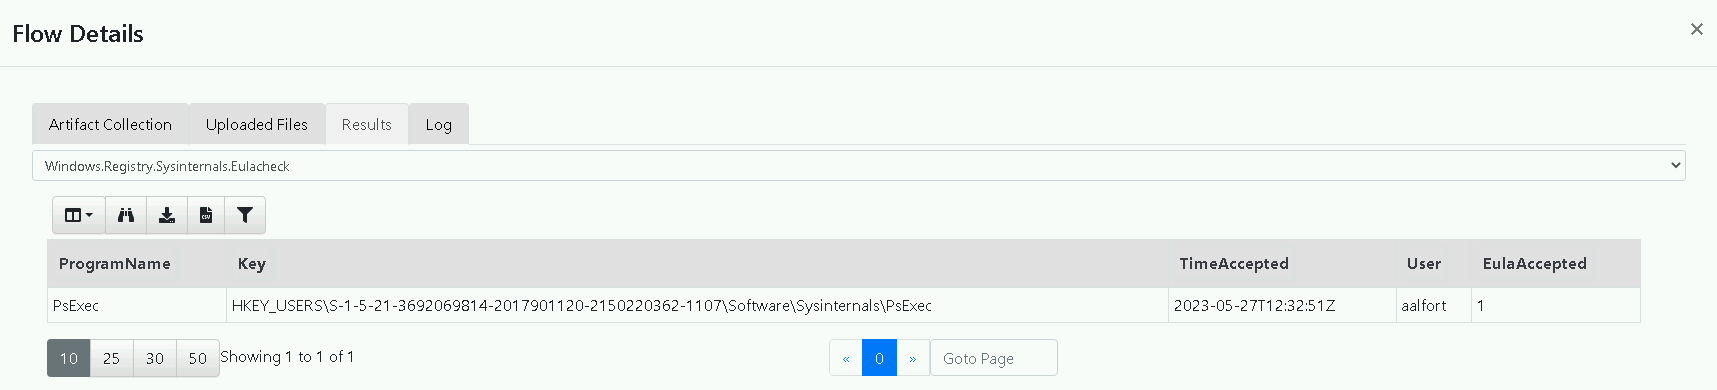 Flow Details
×
Artifact Collection Uploaded Files Results Log
Windows.Registry.Sysinternals.Eulacheck
ProgramName Key TimeAccepted User EulaAccepted
PsExec HKEY_USERS\S-1-5-21-3692069814-2017901120-2150220362-1107\Software\Sysinternals\PsExec 2023-05-27T12:32:51Z aalfort 1
10 25 30 50 Showing 1 to 1 of 1 « 0 » Goto Page